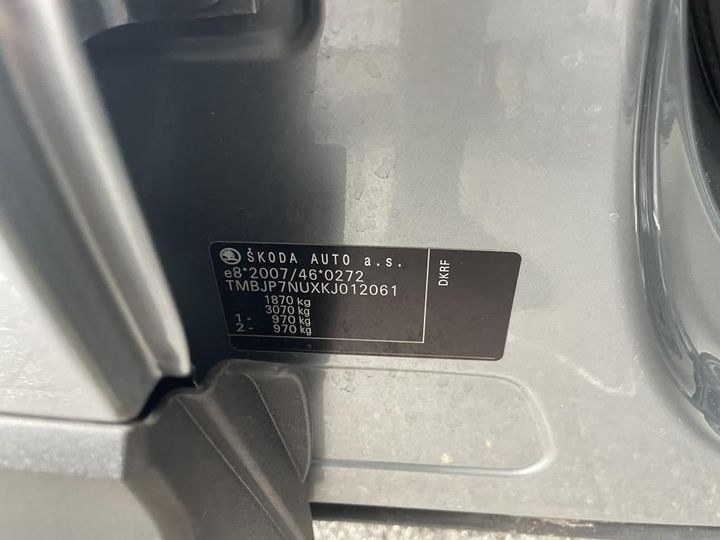 ŠKODA AUTO a.s.
e8*2007/46*0272
TMBJP7NUXKJ012061
1870 kg
3070 kg
1 - 970 kg
2 - 970 kg
DKRF